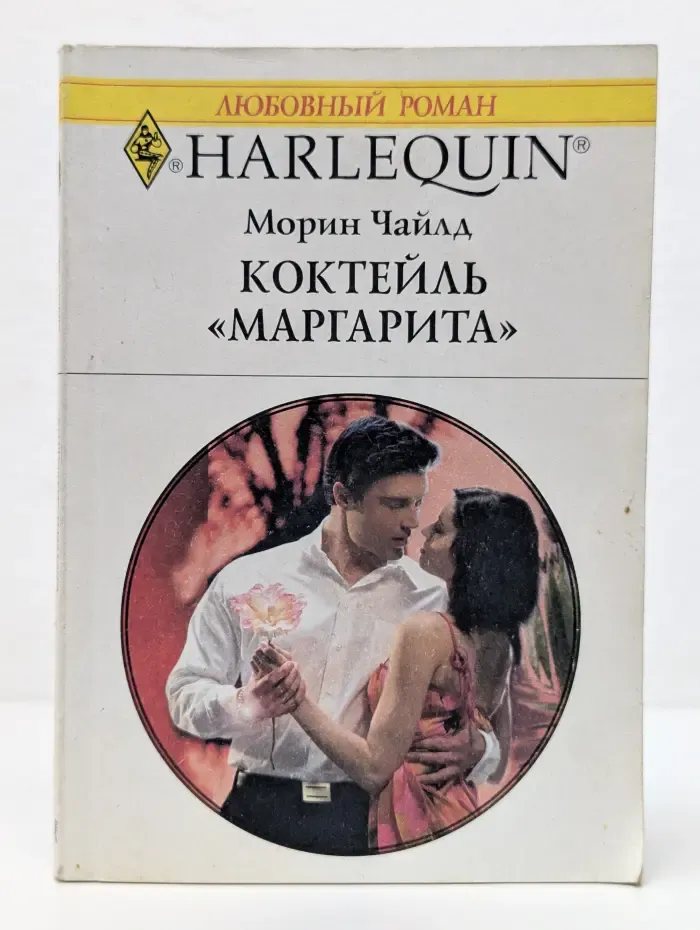 ЛЮБОВНЫЙ РОМАН
® HARLEQUIN®
Морин Чайлд
КОКТЕЙЛЬ
«МАРГАРИТА»